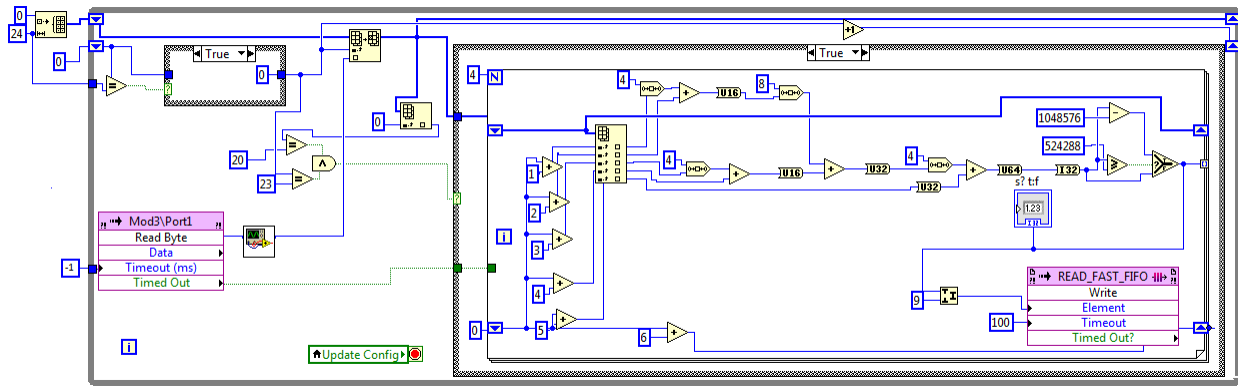 0
24
0
True
0
20
23
0
Mod3\Port1
Read Byte
Data
Timeout (ms)
Timed Out
-1
i
Update Config
True
4
N
4
8
U16
1
2
3
4
5
0
i
4
U16
U32
4
U32
U64
I32
1048576
524288
s? t:f
1.23
6
9
100
READ_FAST_FIFO
Write
Element
Timeout
Timed Out?
+1